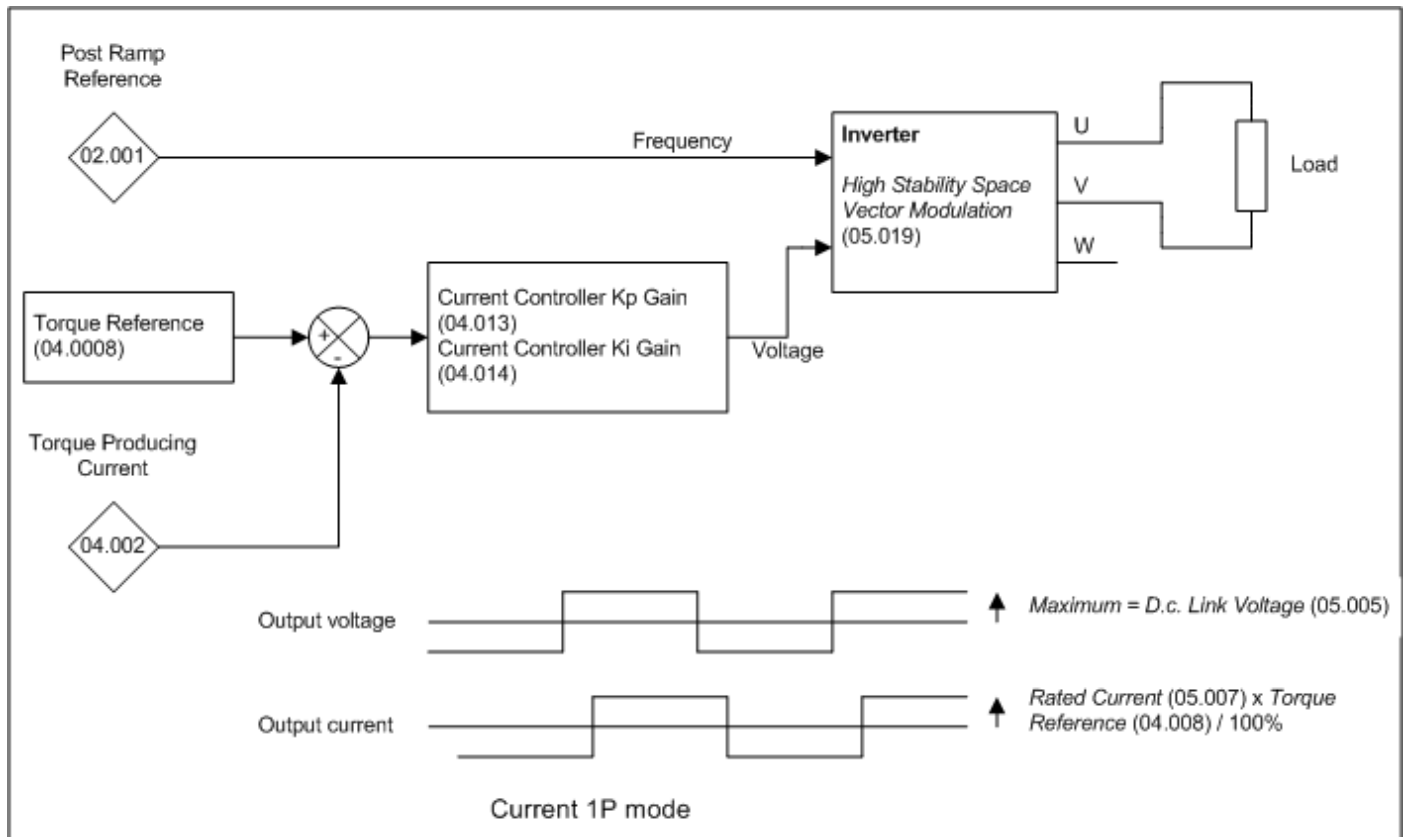 Post Ramp
Reference
02.001
Frequency
Inverter
High Stability Space
Vector Modulation
(05.019)
U
V
W
Load
Torque Reference
(04.0008)
+
-
Current Controller Kp Gain
(04.013)
Current Controller Ki Gain
(04.014)
Voltage
Torque Producing
Current
04.002
Output voltage
Maximum = D.c. Link Voltage (05.005)
Output current
Rated Current (05.007) x Torque
Reference (04.008) / 100%
Current 1P mode